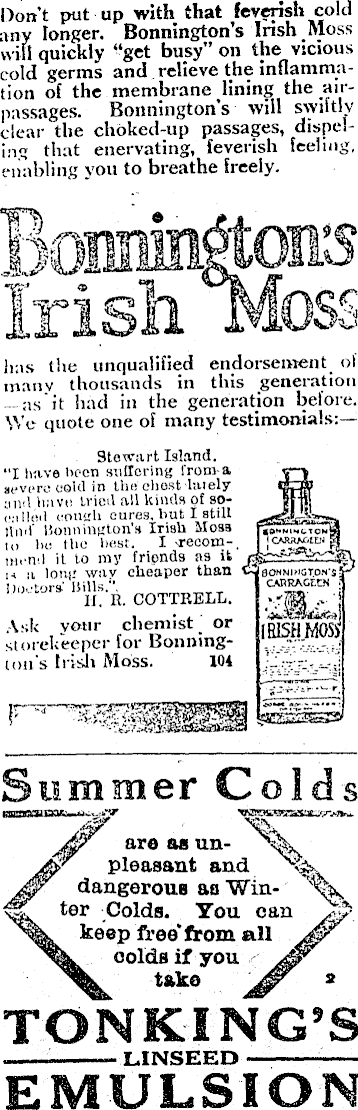 Don't put up with that feverish cold
any longer. Bonnington's Irish Moss
will quickly "get busy" on the vicious
cold germs and relieve the inflamma-
tion of the membrane lining the air-
passages. Bonnington's will swiftly
clear the choked-up passages, dispel-
ing that enervating, feverish feeling,
enabling you to breathe freely.
Bonnington's
Irish Moss
has the unqualified endorsement of
many thousands in this generation
—as it had in the generation before.
We quote one of many testimonials:—
Stewart Island.
"I have been suffering from a
severe cold in the chest lately
and have tried all kinds of so-
called cough cures, but I still
find Bonnington's Irish Moss
to be the best. I recom-
mend it to my friends as it
is a long way cheaper than
Doctors' Bills."
H. R. COTTRELL.
Ask your chemist or
storekeeper for Bonning-
ton's Irish Moss. 104
BONNINGTON'S
CARRAGEEN
BONNINGTON'S
CARRAGEEN
IRISH MOSS
Summer Colds
are as un-
pleasant and
dangerous as Win-
ter Colds. You can
keep free from all
colds if you
take 2
TONKING'S
LINSEED
EMULSION